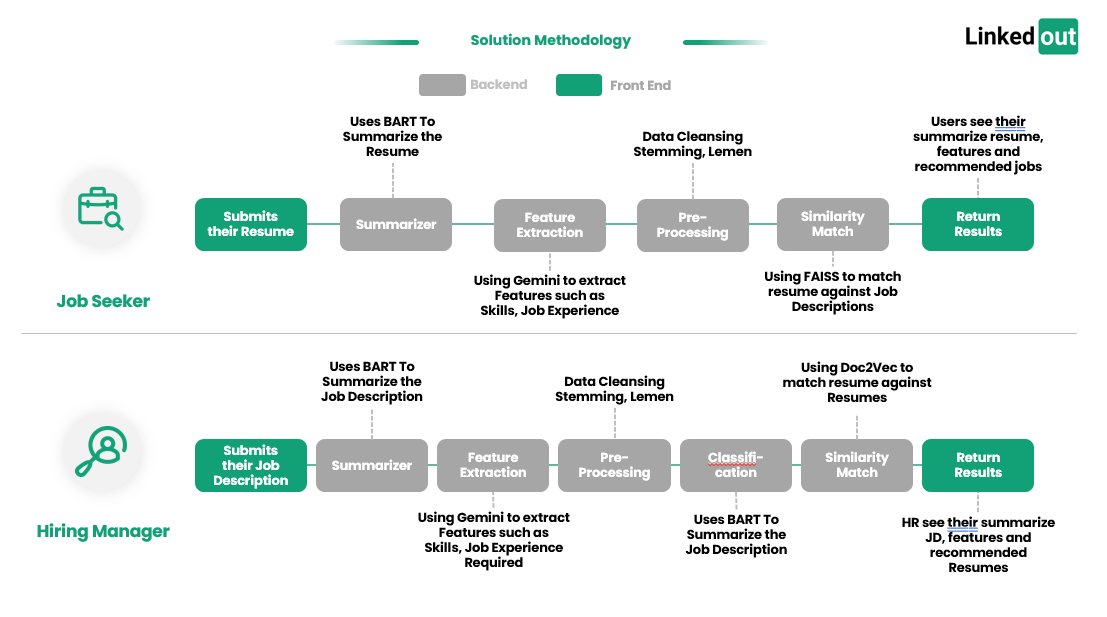 Solution Methodology
Linked out
Backend
Front End
Uses BART To
Summarize the
Resume
Data Cleansing
Stemming, Lemen
Users see their
summarize resume,
features and
recommended jobs
Submits
their Resume
Summarizer
Feature
Extraction
Pre-
Processing
Similarity
Match
Return
Results
Using Gemini to extract
Features such as
Skills, Job Experience
Using FAISS to match
resume against Job
Descriptions
Job Seeker
Uses BART To
Summarize the
Job Description
Data Cleansing
Stemming, Lemen
Using Doc2Vec to
match resume against
Resumes
Submits
their Job
Description
Summarizer
Feature
Extraction
Pre-
Processing
Classifi-
cation
Similarity
Match
Return
Results
Using Gemini to extract
Features such as
Skills, Job Experience
Required
Uses BART To
Summarize the
Job Description
HR see their summarize
JD, features and
recommended
Resumes
Hiring Manager